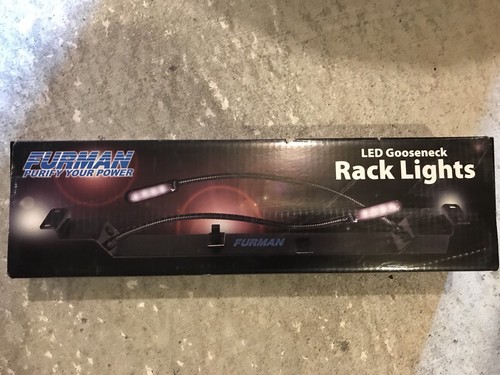 FURMAN
PURIFY YOUR POWER
LED Gooseneck
Rack Lights
FURMAN